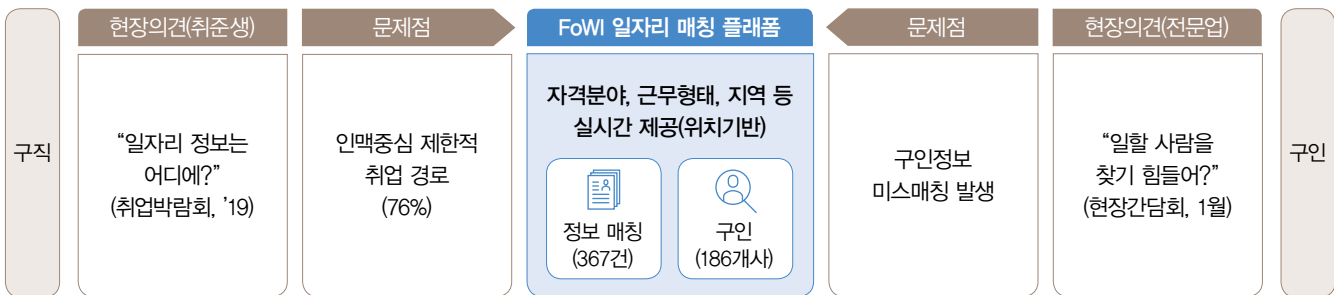 구직
현장의견(취준생)
“일자리 정보는
어디에?”
(취업박람회, ’19)
문제점
인맥중심 제한적
취업 경로
(76%)
FoWI 일자리 매칭 플래폼
자격분야, 근무형태, 지역 등
실시간 제공(위치기반)
정보 매칭
(367건)
구인
(186개사)
문제점
구인정보
미스매칭 발생
현장의견(전문업)
“일할 사람을
찾기 힘들어?”
(현장간담회, 1월)
구인